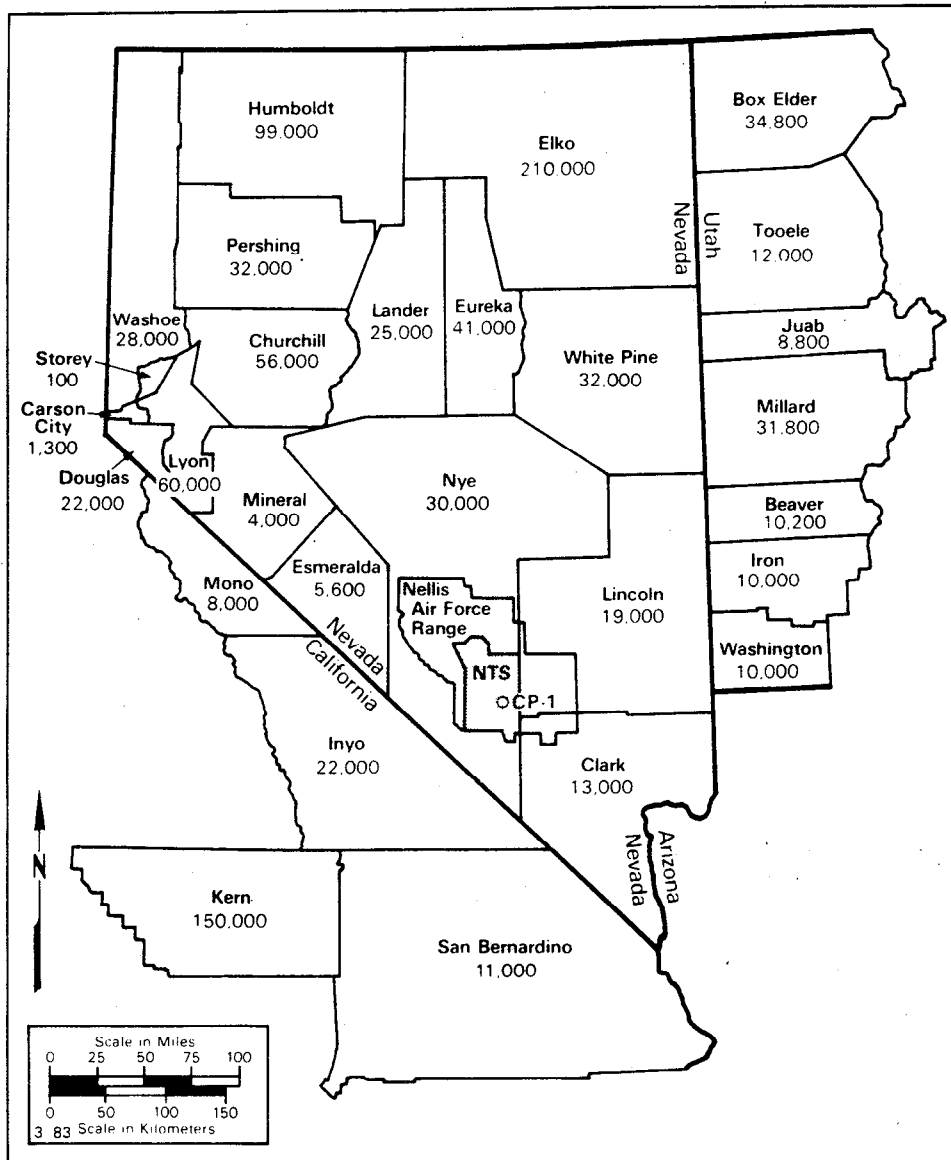 Humboldt
99,000
Elko
210,000
Box Elder
34,800
Nevada
Utah
Pershing
32,000
Tooele
12,000
Washoe
28,000
Churchill
56,000
Lander
25,000
Eureka
41,000
White Pine
32,000
Juab
8,800
Storey
100
Carson
City
1,300
Douglas
22,000
Lyon
60,000
Mineral
4,000
Nye
30,000
Millard
31,800
Beaver
10,200
Iron
10,000
Washington
10,000
Esmeralda
5,600
Mono
8,000
Nellis
Air Force
Range
Lincoln
19,000
Nevada
California
NTS
CP-1
Inyo
22,000
Clark
13,000
Nevada
Arizona
N
Kern
150,000
San Bernardino
11,000
Scale in Miles
0 25 50 75 100
0 50 100 150
3 83 Scale in Kilometers